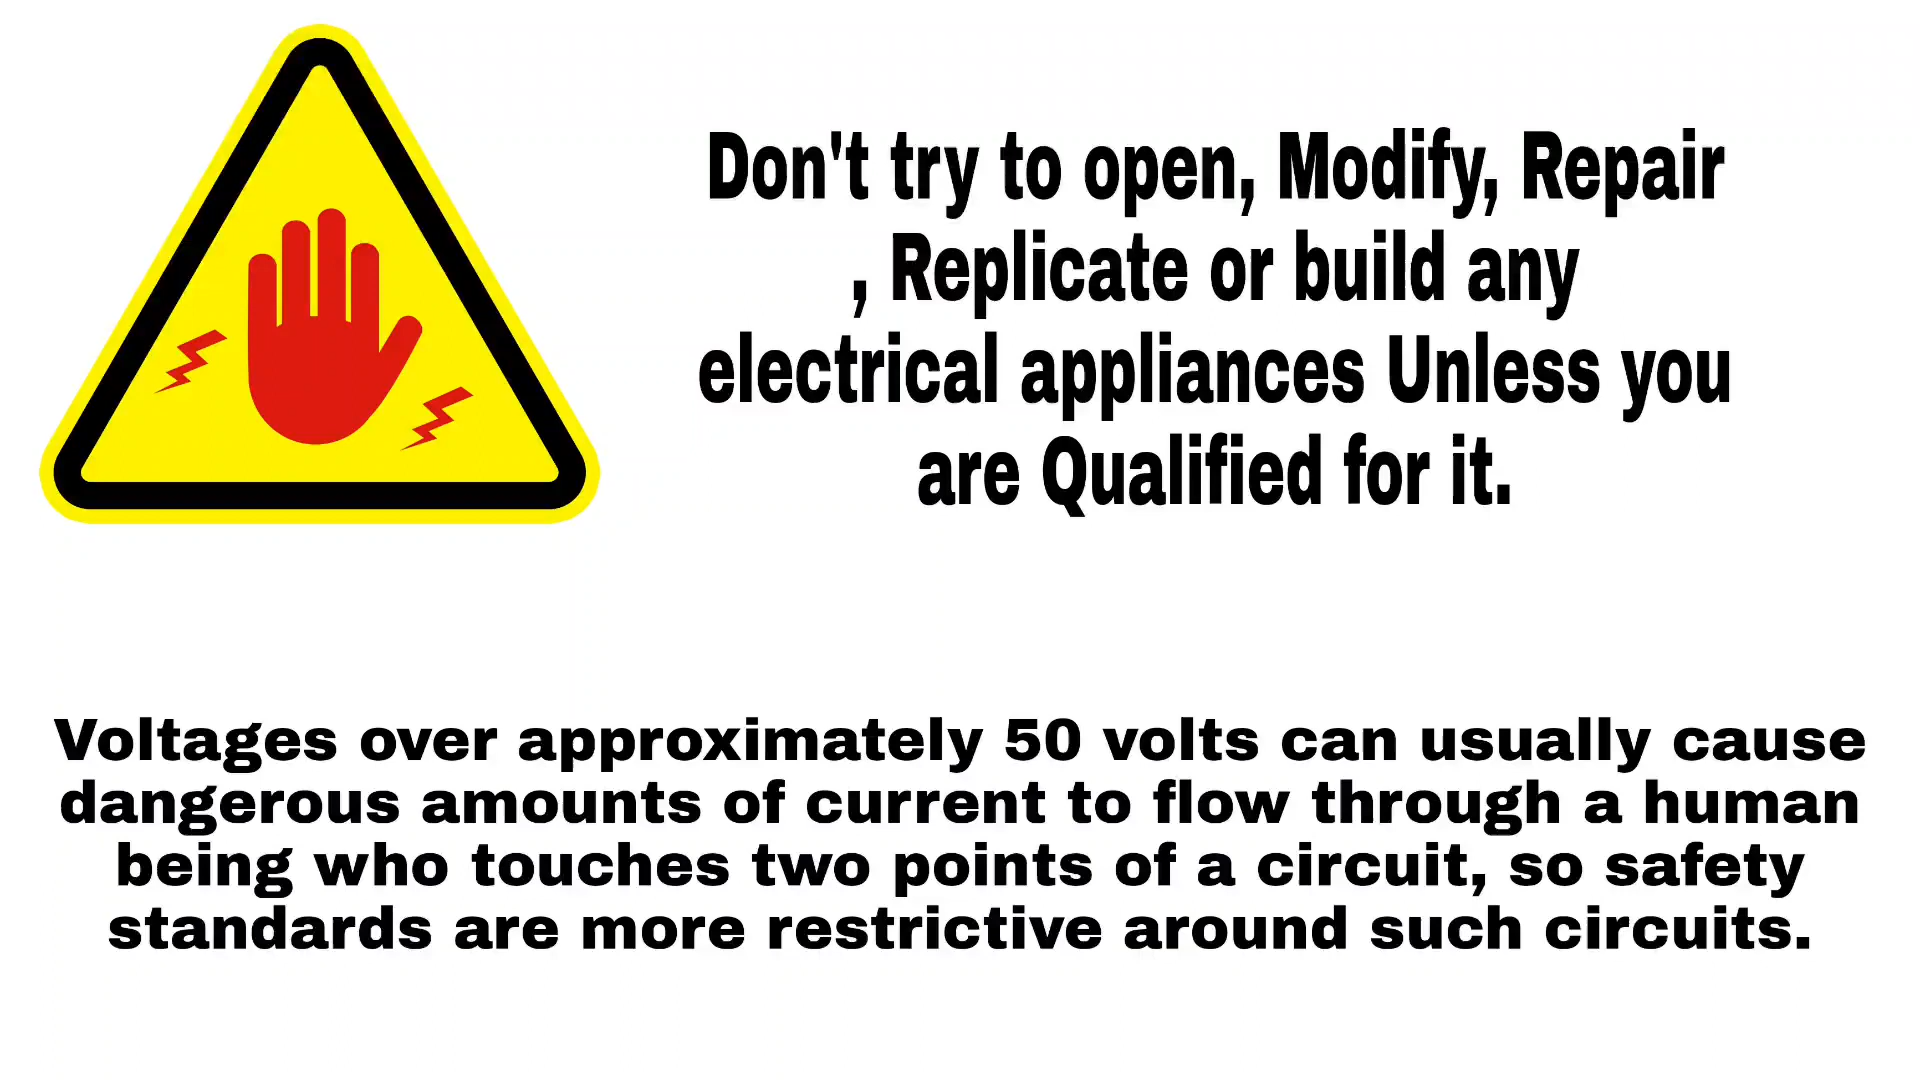 Don't try to open, Modify, Repair
, Replicate or build any
electrical appliances Unless you
are Qualified for it.
Voltages over approximately 50 volts can usually cause
dangerous amounts of current to flow through a human
being who touches two points of a circuit, so safety
standards are more restrictive around such circuits.